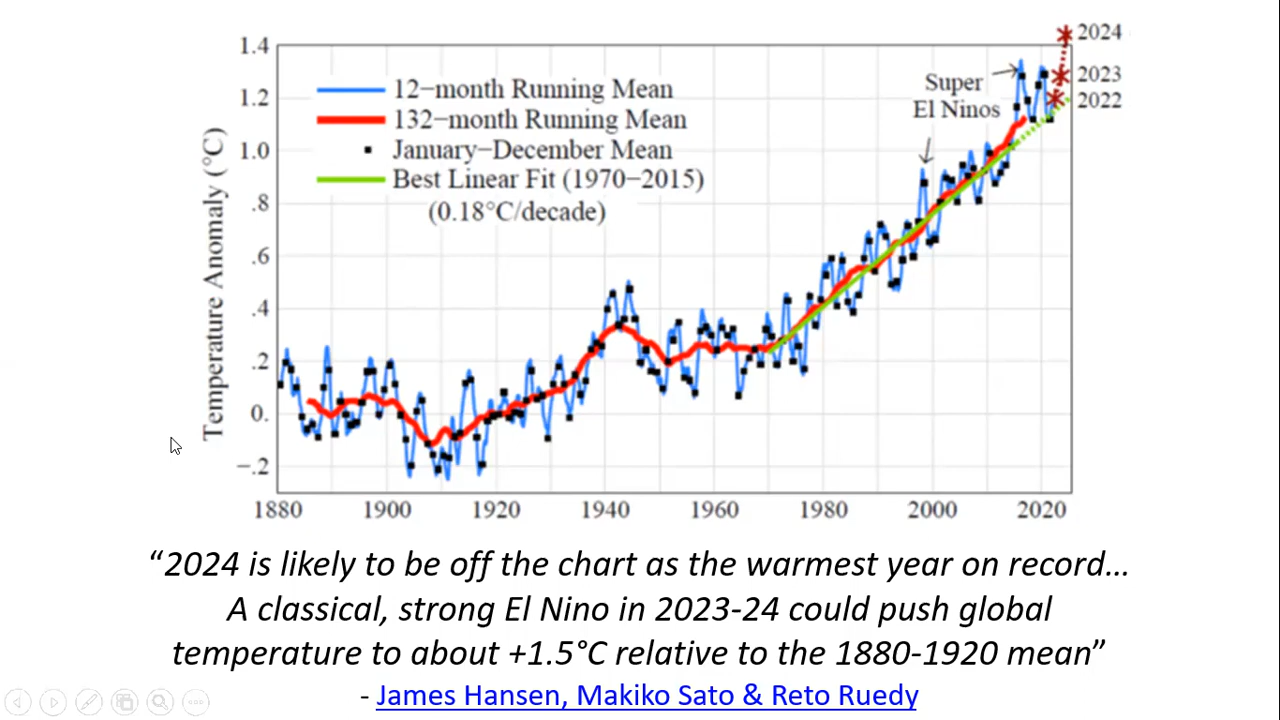 2024
1.4
12−month Running Mean
132−month Running Mean
January−December Mean
Best Linear Fit (1970−2015)
(0.18°C/decade)
Super
El Ninos
2023
2022
1.2
1.0
.8
.6
.4
.2
0.
−.2
Temperature Anomaly (°C)
1880
1900
1920
1940
1960
1980
2000
2020
“2024 is likely to be off the chart as the warmest year on record…
A classical, strong El Nino in 2023-24 could push global
temperature to about +1.5°C relative to the 1880-1920 mean”
- James Hansen, Makiko Sato & Reto Ruedy